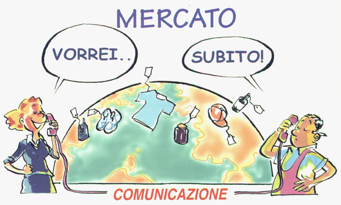 MERCATO
VORREI..
SUBITO!
COMUNICAZIONE